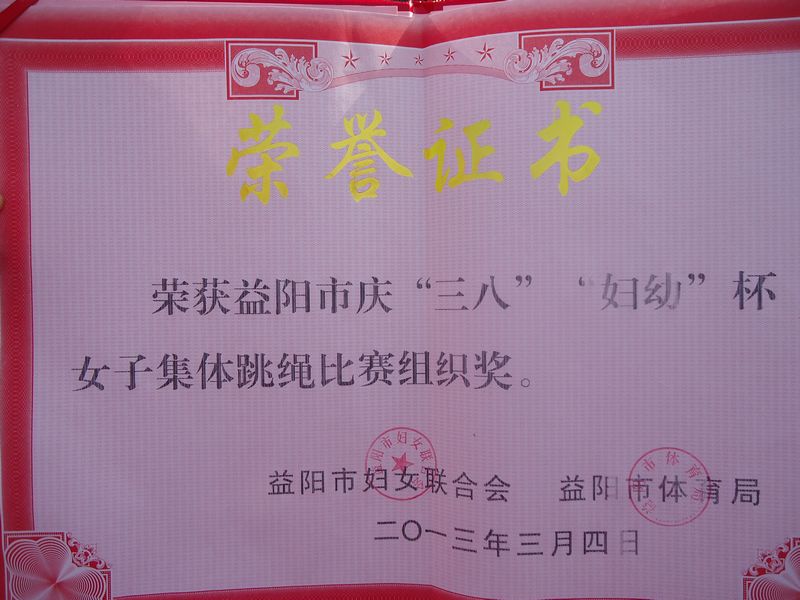 荣誉证书
荣获益阳市庆“三八” “妇幼”杯
女子集体跳绳比赛组织奖。
益阳市妇女联合会 益阳市体育局
二〇一三年三月四日